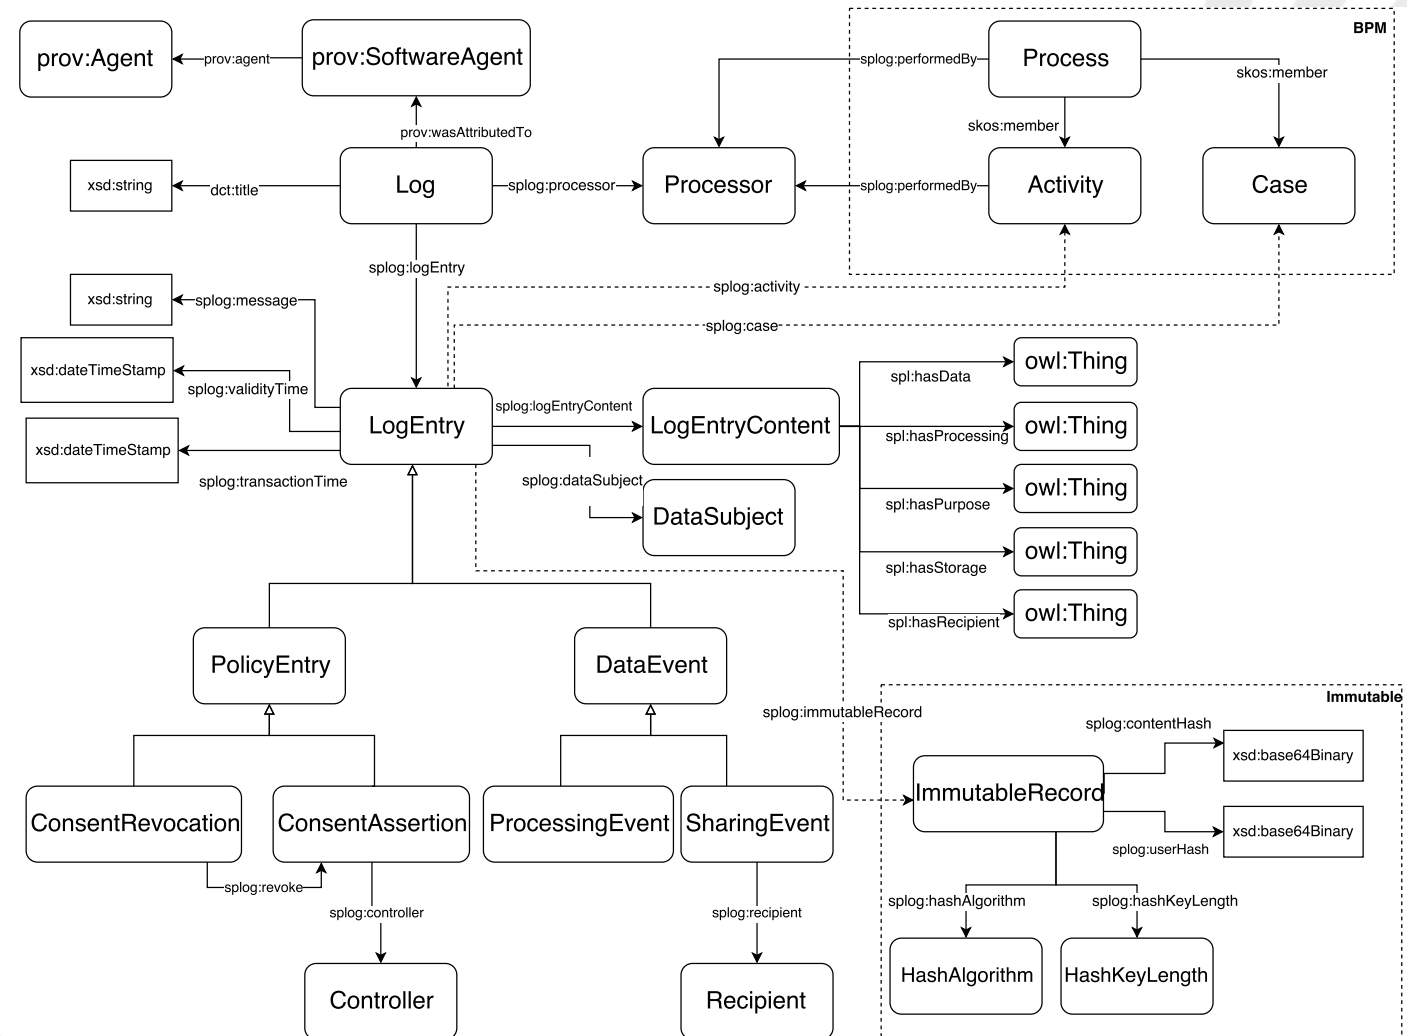 BPM
prov:Agent
prov:agent
prov:SoftwareAgent
splog:performedBy
Process
skos:member
prov:wasAttributedTo
skos:member
xsd:string
dct:title
Log
splog:processor
Processor
splog:performedBy
Activity
Case
splog:logEntry
xsd:string
splog:message
splog:activity
splog:case
xsd:dateTimeStamp
splog:validityTime
spl:hasData
owl:Thing
xsd:dateTimeStamp
splog:transactionTime
LogEntry
splog:logEntryContent
LogEntryContent
spl:hasProcessing
owl:Thing
splog:dataSubject
DataSubject
spl:hasPurpose
owl:Thing
spl:hasStorage
owl:Thing
spl:hasRecipient
owl:Thing
PolicyEntry
DataEvent
splog:immutableRecord
Immutable
splog:contentHash
xsd:base64Binary
ImmutableRecord
ConsentRevocation
ConsentAssertion
ProcessingEvent
SharingEvent
xsd:base64Binary
splog:userHash
splog:revoke
splog:controller
splog:recipient
splog:hashAlgorithm
splog:hashKeyLength
HashAlgorithm
HashKeyLength
Controller
Recipient